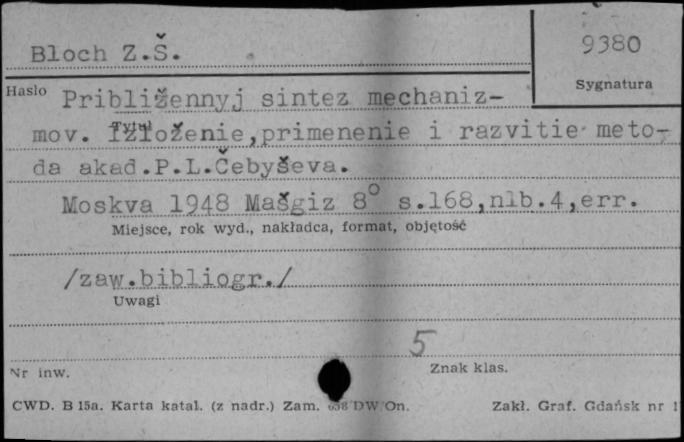 Bloch Z.Š.
9380
Hasło
Sygnatura
Približennyj sintez mechaniz-
mov. Izloženie,primenenie i razvitie meto-
Tytuł
da akad.P.L.Čebyševa.
Moskva 1948 Mašgiz 8° s.168,nlb.4,err.
Miejsce, rok wyd., nakładca, format, objętość
/zaw.bibliogr./
Uwagi
5
Nr inw.
Znak klas.
CWD. B 15a. Karta katal. (z nadr.) Zam. DW/On.
Zakł. Graf. Gdańsk nr 1